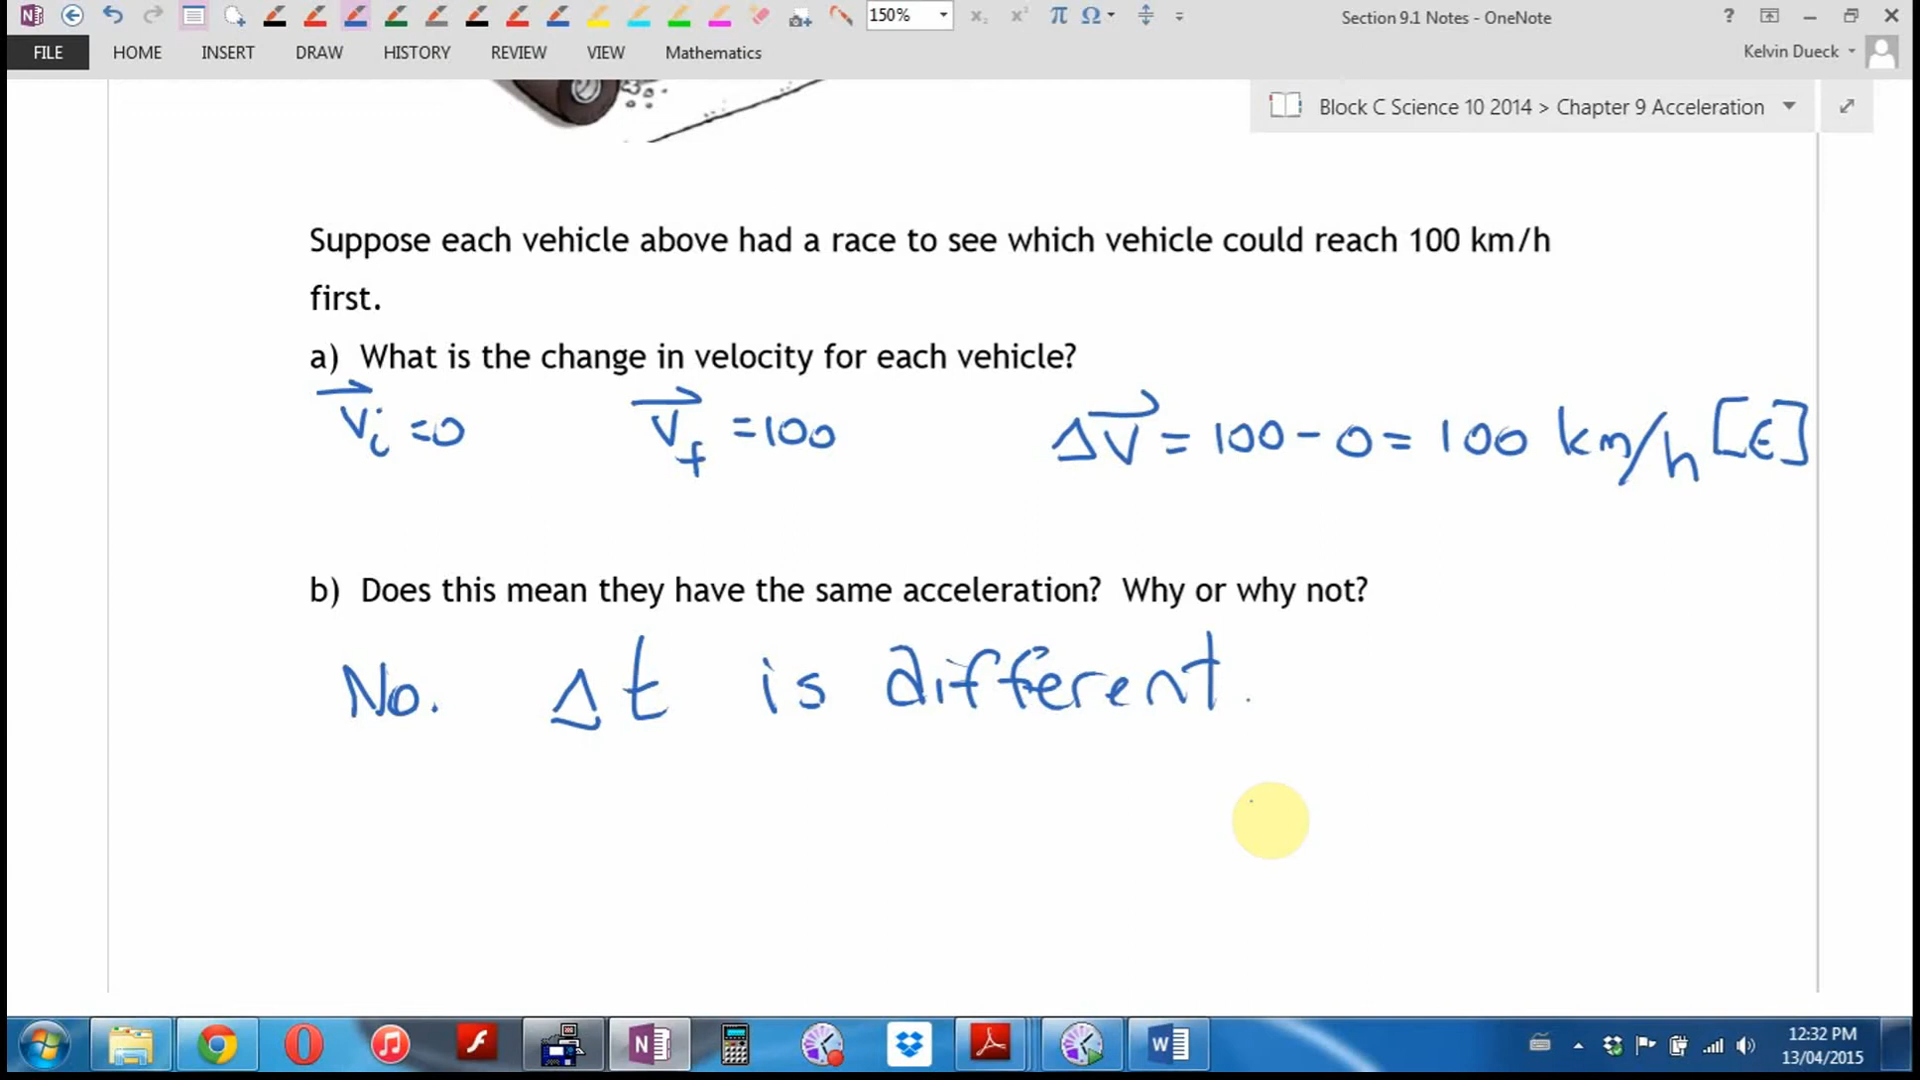 150%
x₂ x² π Ω
Section 9.1 Notes - OneNote
?
FILE HOME INSERT DRAW HISTORY REVIEW VIEW Mathematics
Kelvin Dueck
Block C Science 10 2014 > Chapter 9 Acceleration
Suppose each vehicle above had a race to see which vehicle could reach 100 km/h
first.
a) What is the change in velocity for each vehicle?
Vi = 0 Vf = 100 ΔV = 100 - 0 = 100 km/h [E]
b) Does this mean they have the same acceleration? Why or why not?
No. Δt is different.
12:32 PM
13/04/2015